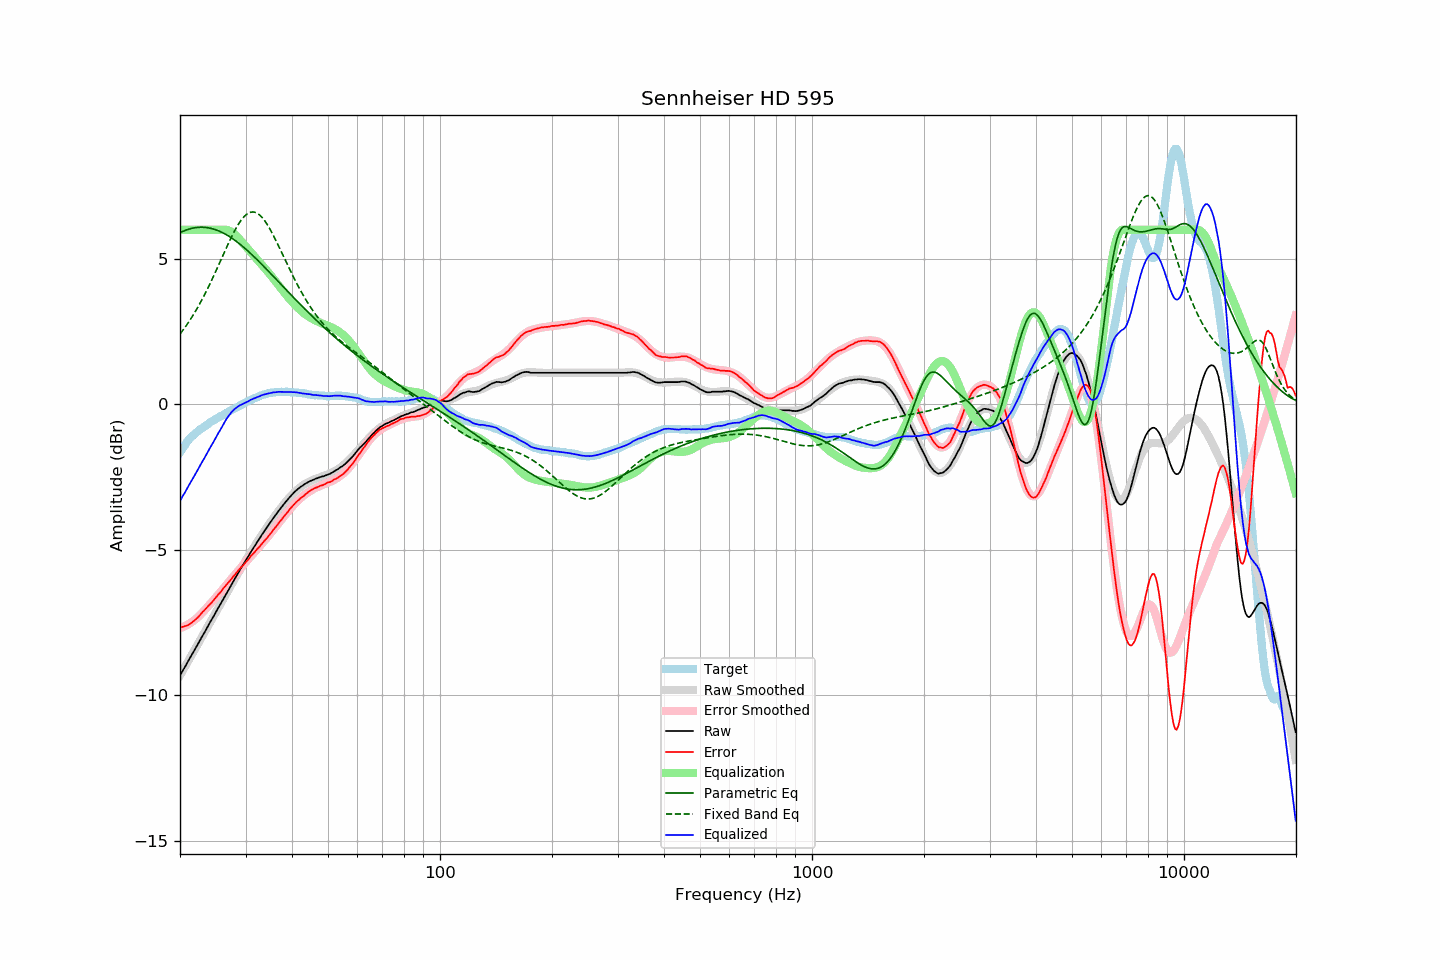 Sennheiser HD 595
Amplitude (dBr)
5
0
−5
−10
−15
100
1000
10000
Frequency (Hz)
Target
Raw Smoothed
Error Smoothed
Raw
Error
Equalization
Parametric Eq
Fixed Band Eq
Equalized